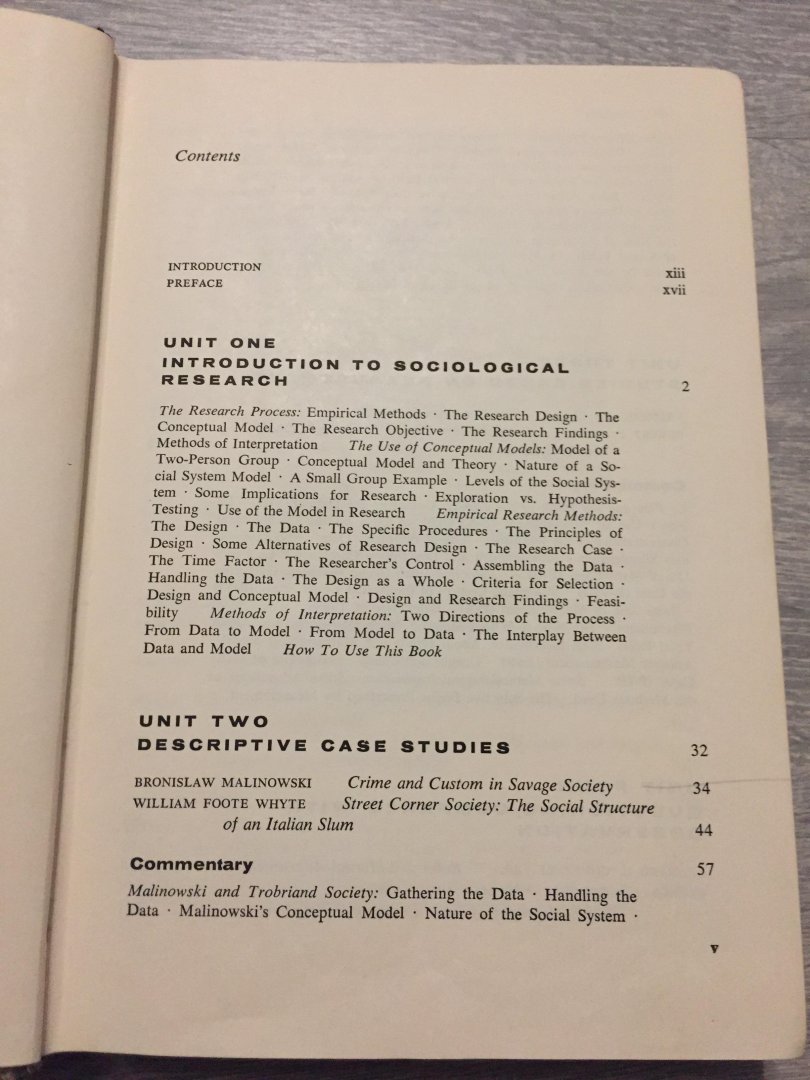 Contents
INTRODUCTION xiii
PREFACE xvii
UNIT ONE
INTRODUCTION TO SOCIOLOGICAL
RESEARCH 2
The Research Process: Empirical Methods · The Research Design · The
Conceptual Model · The Research Objective · The Research Findings ·
Methods of Interpretation The Use of Conceptual Models: Model of a
Two-Person Group · Conceptual Model and Theory · Nature of a So-
cial System Model · A Small Group Example · Levels of the Social Sys-
tem · Some Implications for Research · Exploration vs. Hypothesis-
Testing · Use of the Model in Research Empirical Research Methods:
The Design · The Data · The Specific Procedures · The Principles of
Design · Some Alternatives of Research Design · The Research Case ·
The Time Factor · The Researcher's Control · Assembling the Data ·
Handling the Data · The Design as a Whole · Criteria for Selection ·
Design and Conceptual Model · Design and Research Findings · Feasi-
bility Methods of Interpretation: Two Directions of the Process ·
From Data to Model · From Model to Data · The Interplay Between
Data and Model How To Use This Book
UNIT TWO
DESCRIPTIVE CASE STUDIES 32
BRONISLAW MALINOWSKI Crime and Custom in Savage Society 34
WILLIAM FOOTE WHYTE Street Corner Society: The Social Structure
of an Italian Slum 44
Commentary 57
Malinowski and Trobriand Society: Gathering the Data · Handling the
Data · Malinowski's Conceptual Model · Nature of the Social System ·
v